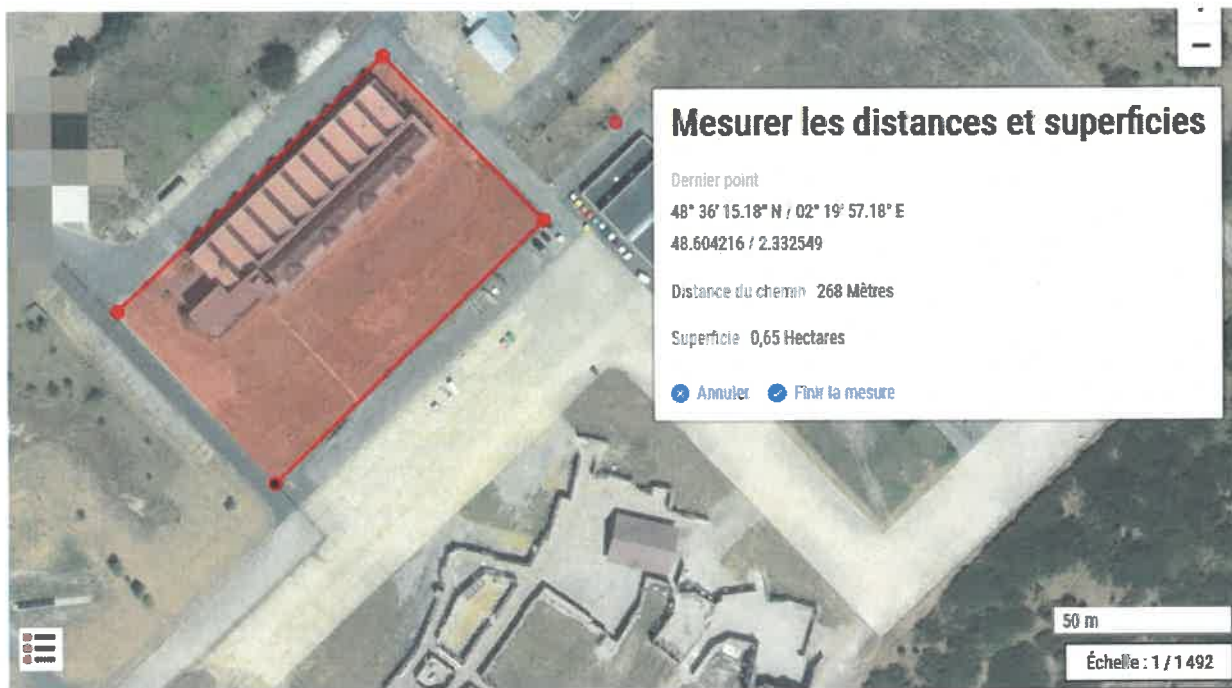 Mesurer les distances et superficies
Dernier point
48° 36' 15.18" N / 02° 19' 57.18" E
48.604216 / 2.332549
Distance du chemin 268 Mètres
Superficie 0,65 Hectares
Annuler Finir la mesure
50 m
Échelle : 1 / 1 492